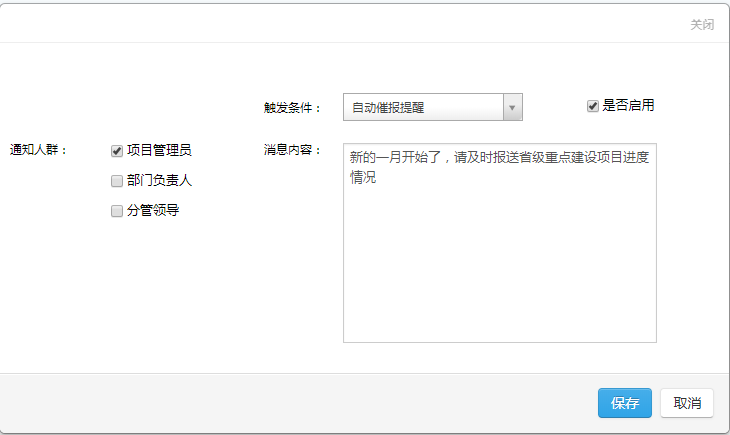 关闭
触发条件：
自动催报提醒
是否启用
通知人群：
项目管理员
部门负责人
分管领导
消息内容：
新的一月开始了，请及时报送省级重点建设项目进度
情况
保存
取消